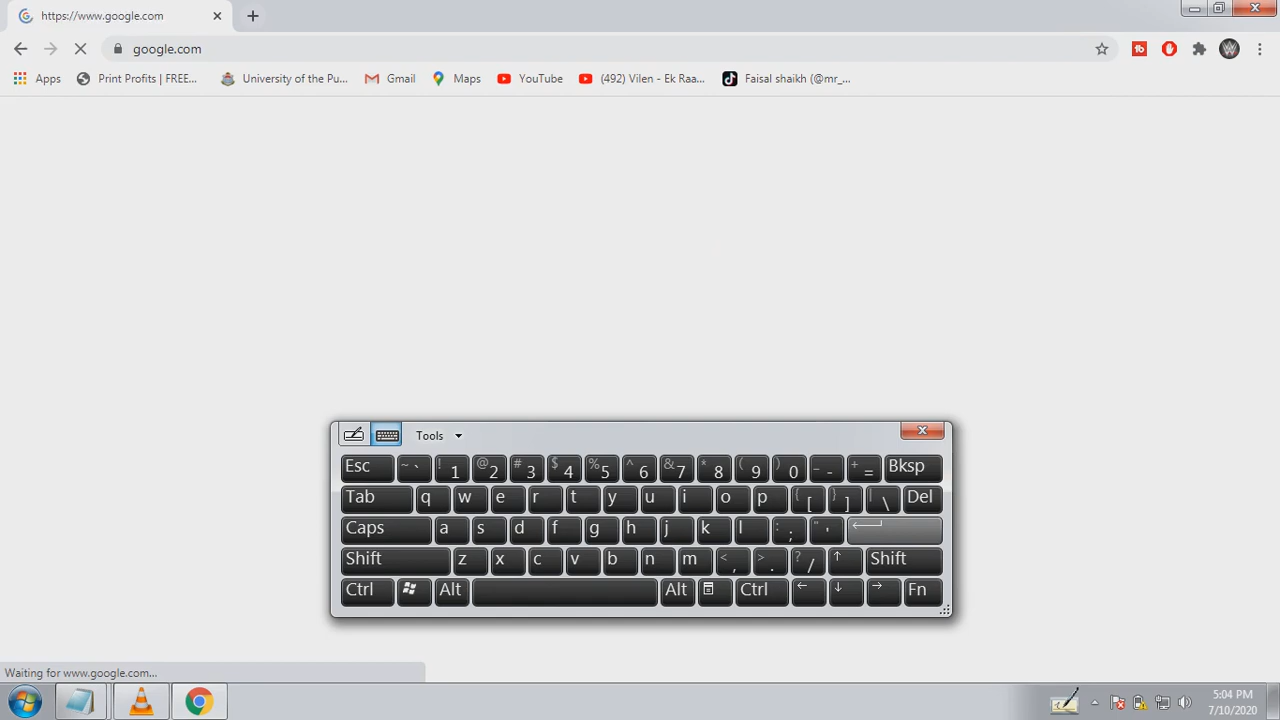 https://www.google.com
google.com
Apps Print Profits | FREE... University of the Pu... Gmail Maps YouTube (492) Vilen - Ek Raa... Faisal shaikh (@mr_...
Tools
Esc ~ ` ! 1 @ 2 # 3 $ 4 % 5 ^ 6 & 7 * 8 ( 9 ) 0 _ - + = Bksp
Tab q w e r t y u i o p { [ } ] | \ Del
Caps a s d f g h j k l : ; " '
Shift z x c v b n m < , > . ? / ↑ Shift
Ctrl Alt Alt Ctrl ← ↓ → Fn
Waiting for www.google.com...
5:04 PM
7/10/2020